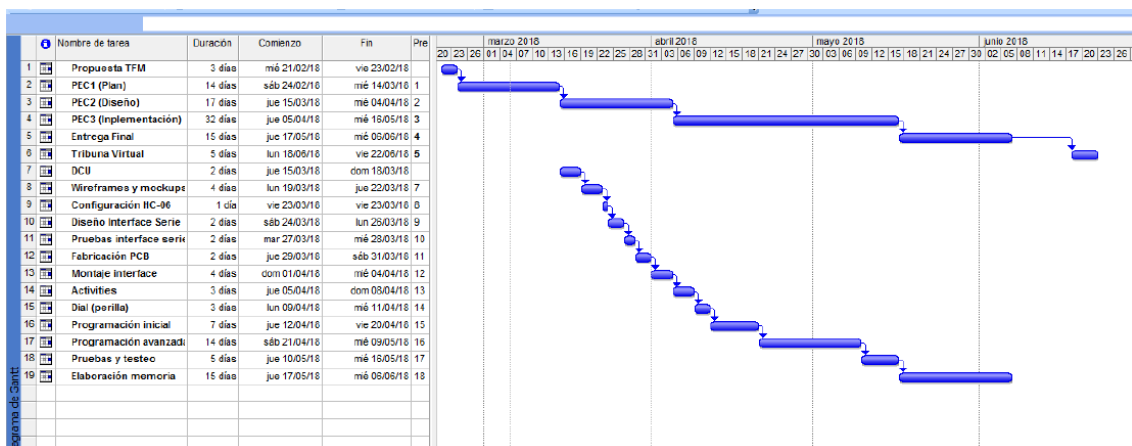 Nombre de tarea Duración Comienzo Fin Pre
marzo 2018 abril 2018 mayo 2018 junio 2018
20 23 26 01 04 07 10 13 16 19 22 25 28 31 03 06 09 12 15 18 21 24 27 30 03 06 09 12 15 18 21 24 27 30 02 05 08 11 14 17 20 23 26
1 Propuesta TFM 3 días mié 21/02/18 vie 23/02/18
2 PEC1 (Plan) 14 días sáb 24/02/18 mié 14/03/18 1
3 PEC2 (Diseño) 17 días jue 15/03/18 mié 04/04/18 2
4 PEC3 (Inplementación) 32 días jue 05/04/18 mié 16/05/18 3
5 Entrega Final 15 días jue 17/05/18 mié 06/06/18 4
6 Tribuna Virtual 5 días lun 18/06/18 vie 22/06/18 5
7 DCU 2 días jue 15/03/18 dom 18/03/18
8 Wireframes y mockups 4 días lun 19/03/18 jue 22/03/18 7
9 Configuración HC-06 1 día vie 23/03/18 vie 23/03/18 8
10 Diseño Interface Serie 2 días sáb 24/03/18 lun 26/03/18 9
11 Pruebas interface serie 2 días mar 27/03/18 mié 28/03/18 10
12 Fabricación PCB 2 días jue 29/03/18 sáb 31/03/18 11
13 Montaje interface 4 días dom 01/04/18 mié 04/04/18 12
14 Activities 3 días jue 05/04/18 dom 08/04/18 13
15 Dial (perilla) 3 días lun 09/04/18 mié 11/04/18 14
16 Programación inicial 7 días jue 12/04/18 vie 20/04/18 15
17 Programación avanzada 14 días sáb 21/04/18 mié 09/05/18 16
18 Pruebas y testeo 5 días jue 10/05/18 mié 16/05/18 17
19 Elaboración memoria 15 días jue 17/05/18 mié 06/06/18 18
ograma de Gantt